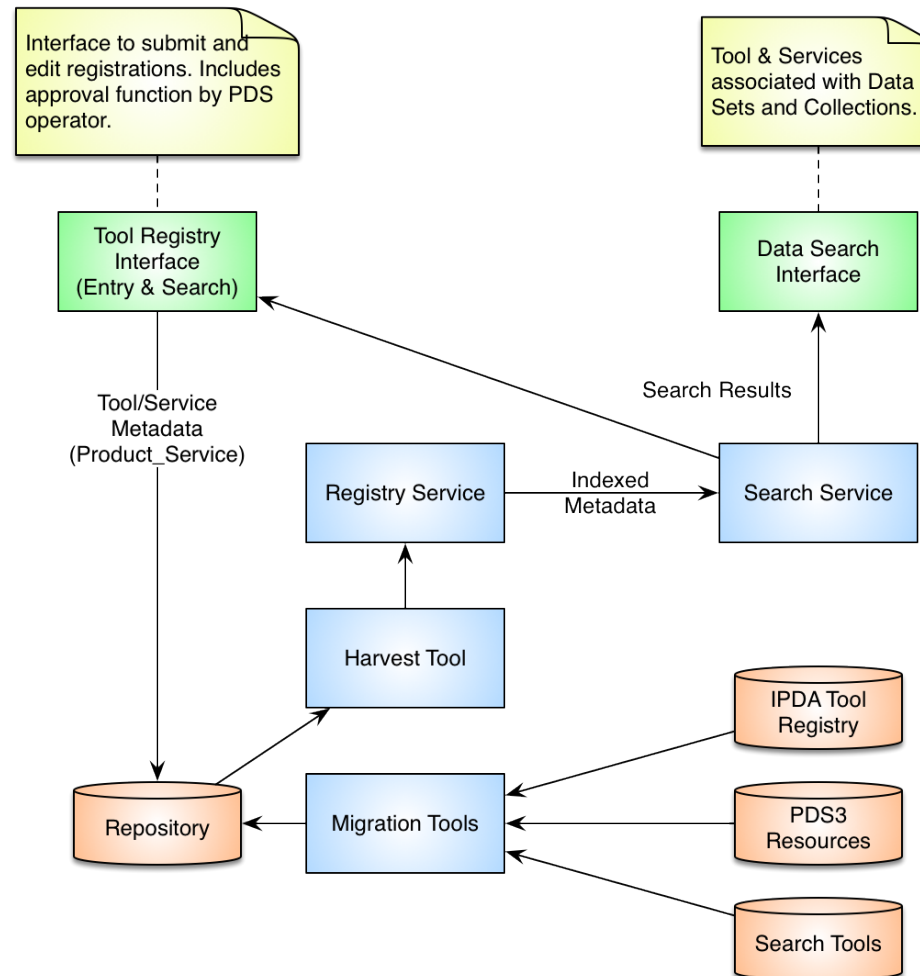 Interface to submit and
edit registrations. Includes
approval function by PDS
operator.
Tool & Services
associated with Data
Sets and Collections.
Tool Registry
Interface
(Entry & Search)
Data Search
Interface
Search Results
Tool/Service
Metadata
(Product_Service)
Registry Service
Indexed
Metadata
Search Service
Harvest Tool
IPDA Tool
Registry
Repository
Migration Tools
PDS3
Resources
Search Tools